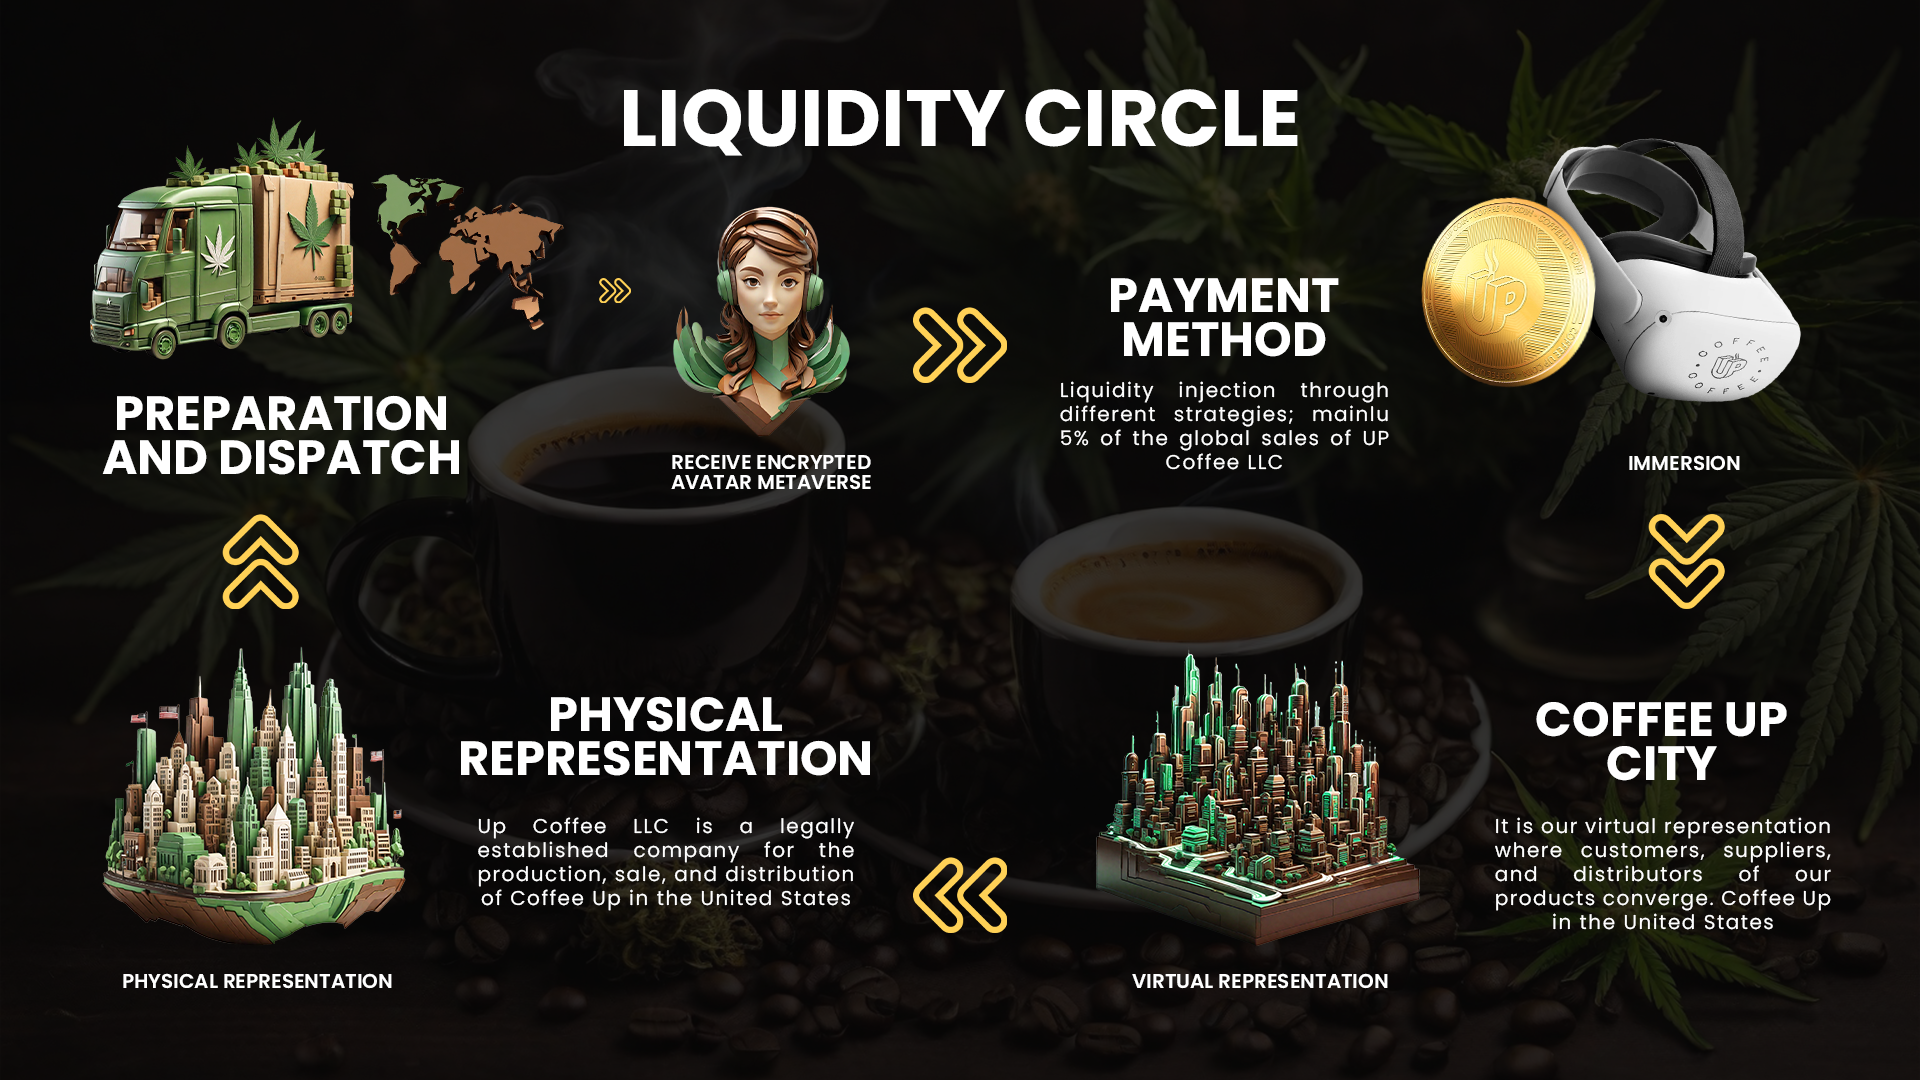 LIQUIDITY CIRCLE
PREPARATION
AND DISPATCH
RECEIVE ENCRYPTED
AVATAR METAVERSE
PAYMENT
METHOD
Liquidity injection through
different strategies; mainlu
5% of the global sales of UP
Coffee LLC
UP
COFFEE
UP
COFFEE
IMMERSION
COFFEE UP
CITY
It is our virtual representation
where customers, suppliers,
and distributors of our
products converge. Coffee Up
in the United States
VIRTUAL REPRESENTATION
PHYSICAL
REPRESENTATION
Up Coffee LLC is a legally
established company for the
production, sale, and distribution
of Coffee Up in the United States
PHYSICAL REPRESENTATION